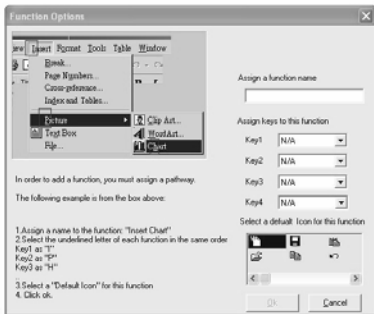 Function Options
iew Insert Format Tools Table Window
Break...
Page Numbers...
Cross-reference...
Index and Tables...
Picture
Text Box
File...
Clip Art...
WordArt...
Chart
In order to add a function, you must assign a pathway.
The following example is from the box above:
1.Assign a name to the function: "Insert Chart"
2.Select the underlined letter of each function in the same order
Key1 as "I"
Key2 as "P"
Key3 as "H"
...
3.Select a "Default Icon" for this function
4. Click ok.
Assign a function name
Assign keys to this function
Key1 N/A
Key2 N/A
Key3 N/A
Key4 N/A
Select a default Icon for this function
Ok Cancel